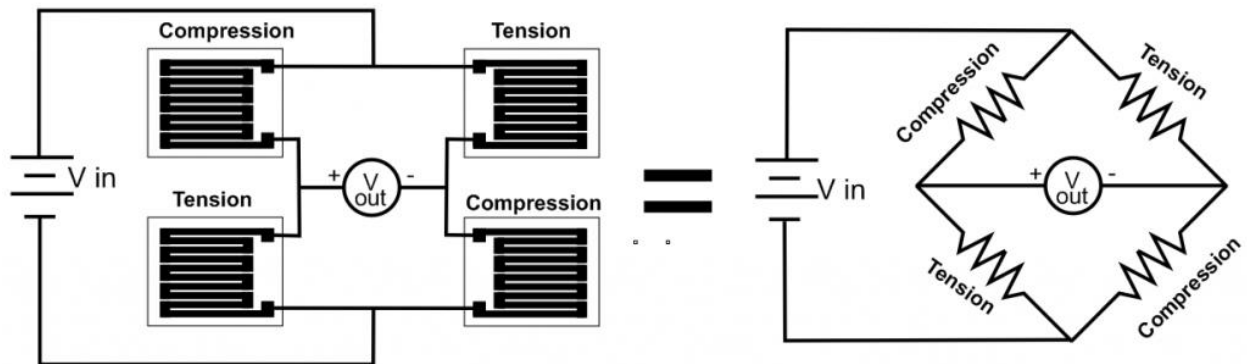 Compression
Tension
V in
+
V
out
-
Tension
Compression
Compression
Tension
V in
+
V
out
-
Tension
Compression